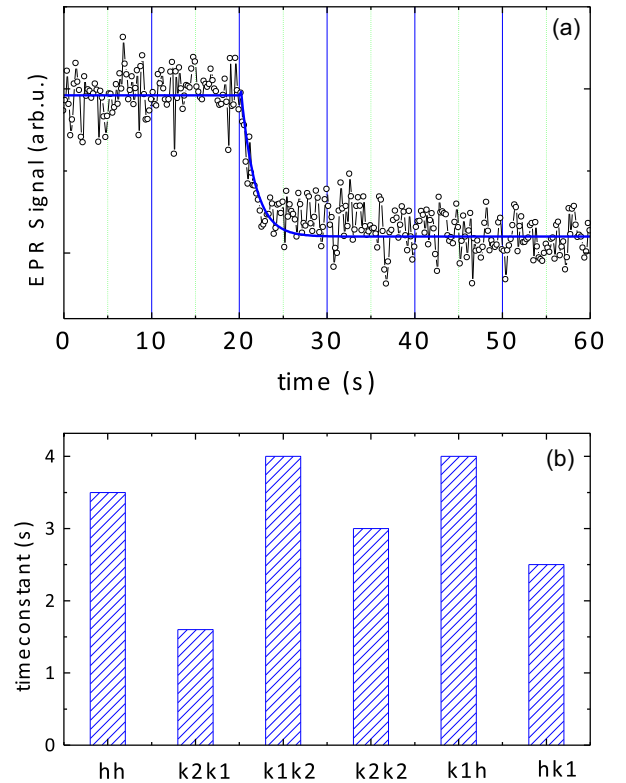 (a)
EPR Signal (arb.u.)
0 10 20 30 40 50 60
time (s)
(b)
timeconstant (s)
4
3
2
1
0
hh k2k1 k1k2 k2k2 k1h hk1